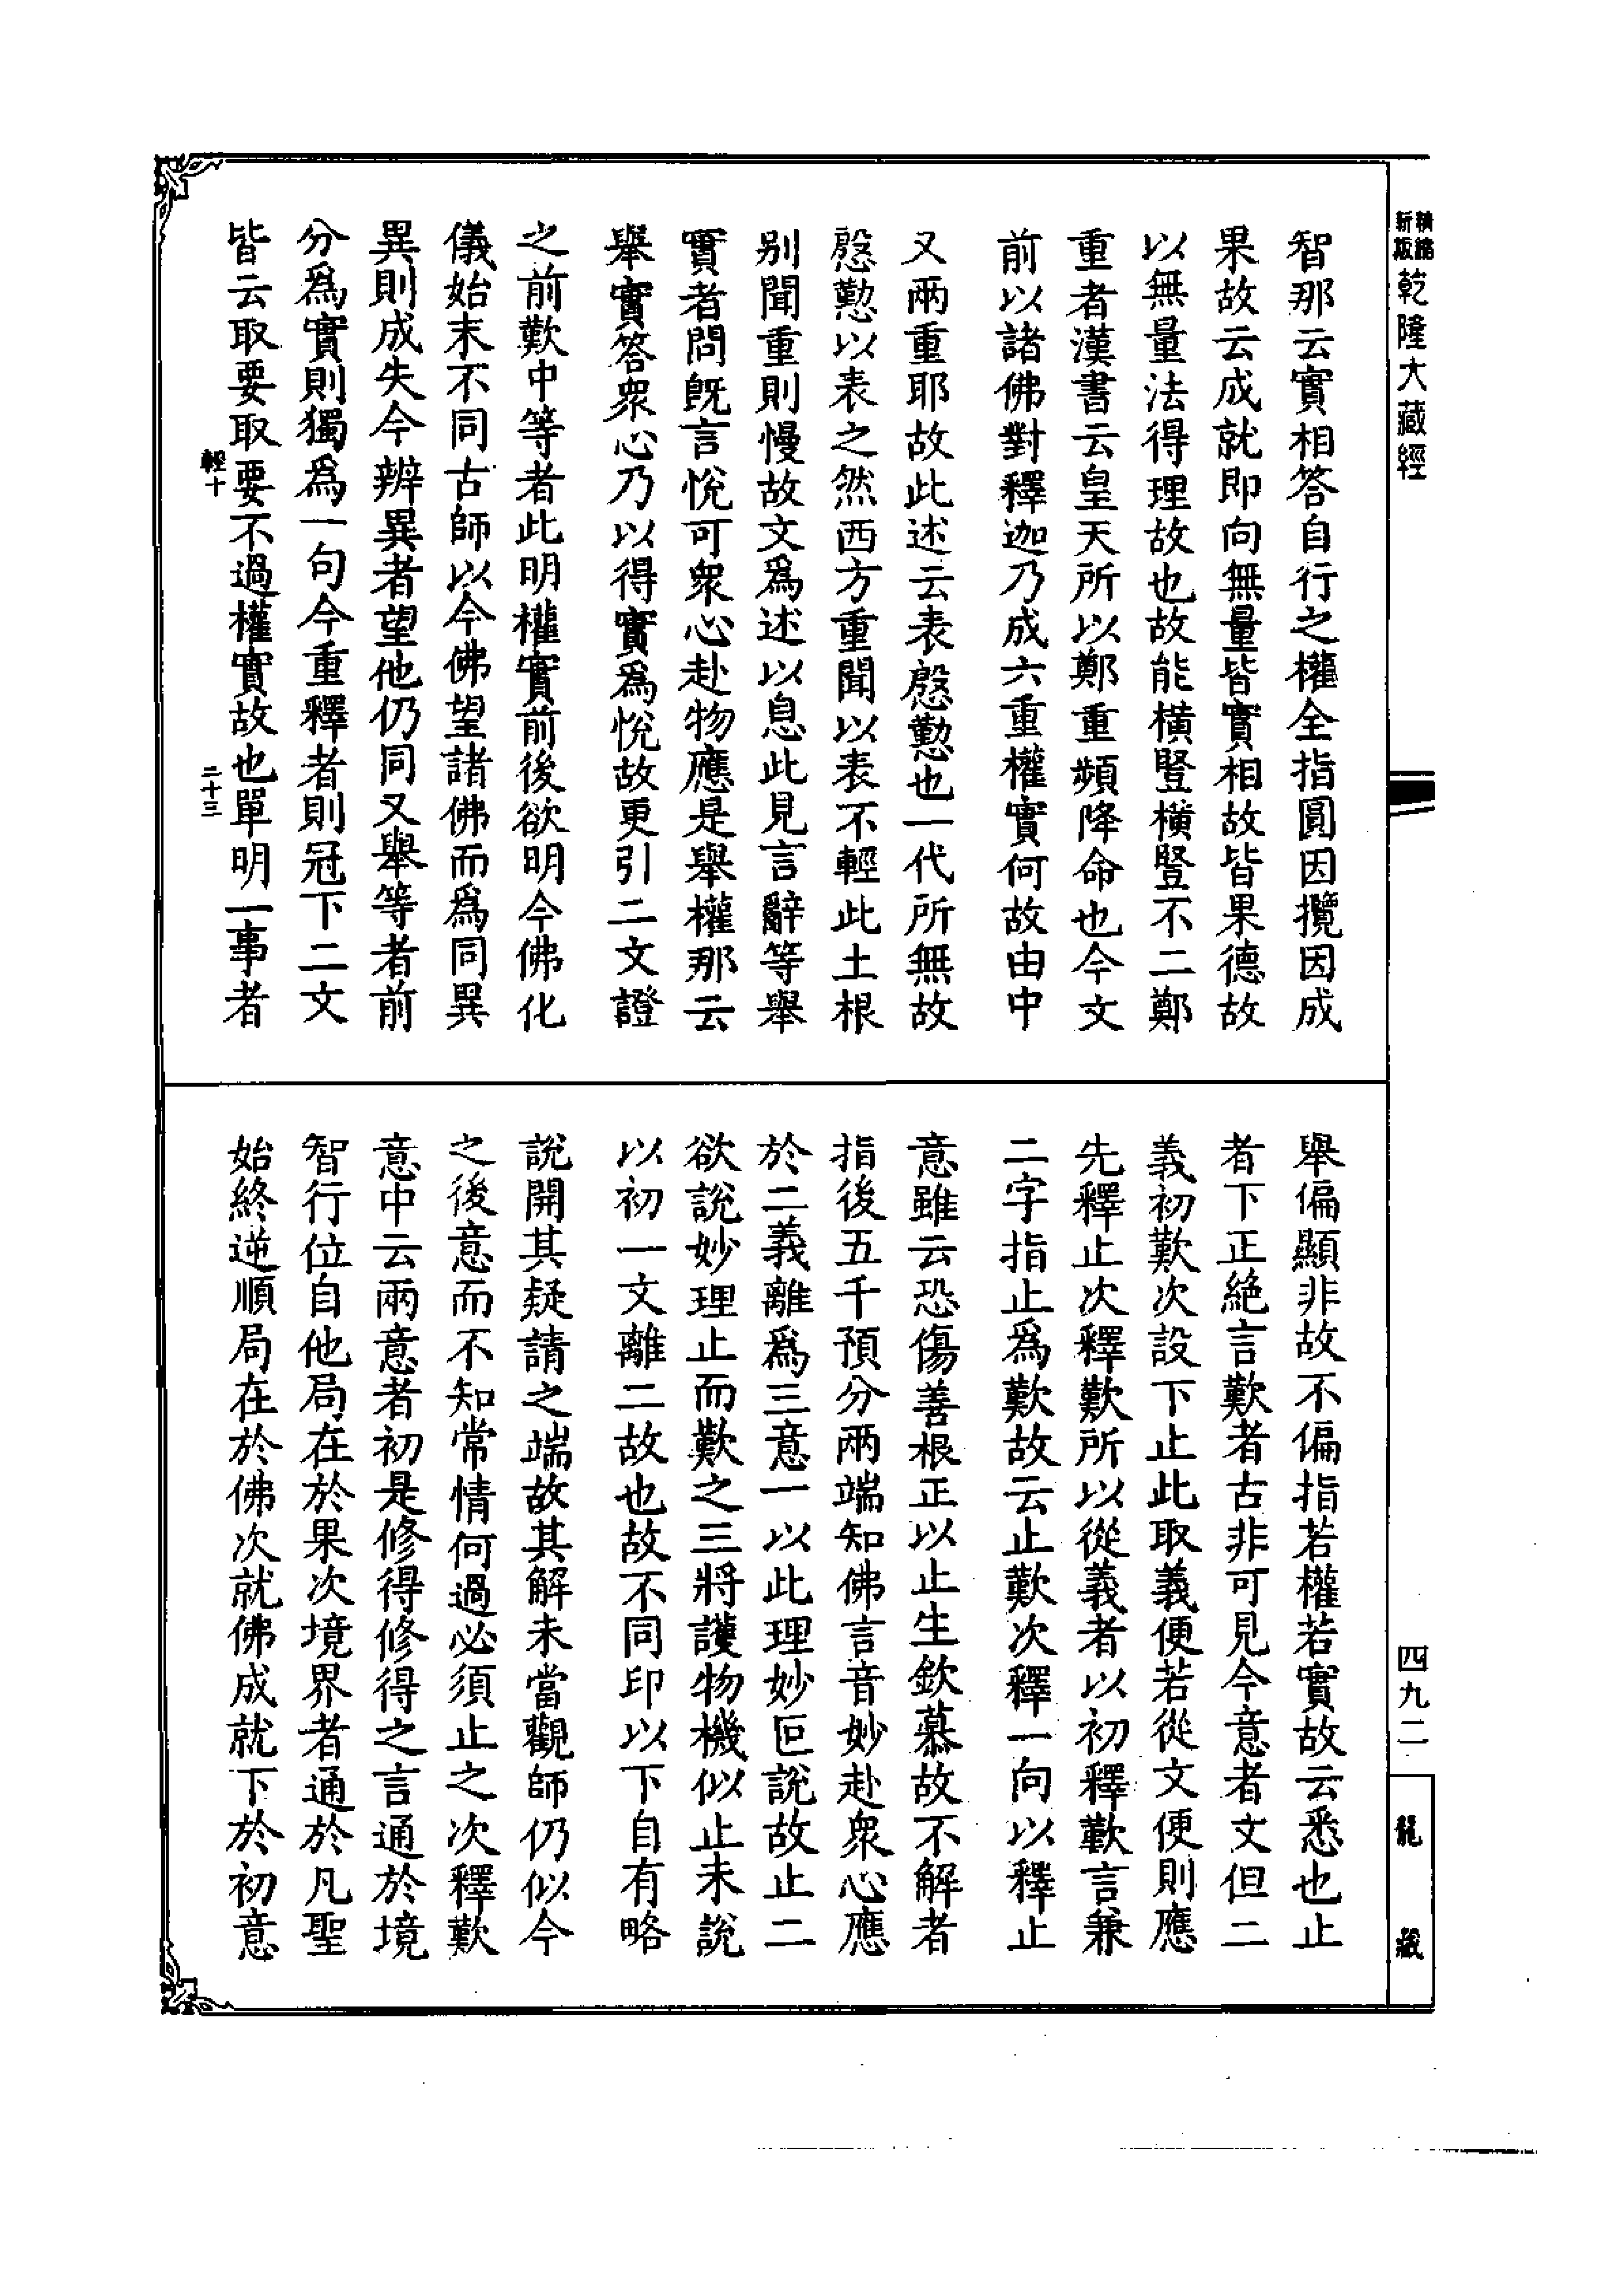 精縮
新版
乾隆大藏經
智那云實相答自行之權全指圓因攬因成
果故云成就即向無量皆實相故皆果德故
以無量法得理故也故能橫豎橫豎不二鄭
重者漢書云皇天所以鄭重頻降命也今文
前以諸佛對釋迦乃成六重權實何故由中
又兩重耶故此述云表慇懃也一代所無故
慇懃以表之然西方重聞以表不輕此土根
別聞重則慢故文爲述以息此見言辭等舉
實者問既言悅可衆心赴物應是舉權那云
舉實答衆心乃以得實爲悅故更引二文證
之前歎中等者此明權實前後欲明今佛化
儀始末不同古師以今佛望諸佛而爲同異
異則成失今辨異者望他仍同又舉等者前
分爲實則獨爲一句今重釋者則冠下二文
皆云取要取要不過權實故也單明一事者
輕十
二十三
舉偏顯非故不偏指若權若實故云悉也止
者下正絕言歎者古非可見今意者文但二
義初歎次設下止此取義便若從文便則應
先釋止次釋歎所以從義者以初釋歎言兼
二字指止爲歎故云止歎次釋一向以釋止
意雖云恐傷善根正以止生欽慕故不解者
指後五千預分兩端知佛言音妙赴衆心應
於二義離爲三意一以此理妙叵說故止二
欲說妙理止而歎之三將護物機似止未說
以初一文離二故也故不同印以下自有略
說開其疑請之端故其解未當觀師仍似今
之後意而不知常情何過必須止之次釋歎
意中云兩意者初是修得修得之言通於境
智行位自他局在於果次境界者通於凡聖
始終逆順局在於佛次就佛成就下於初意
四九二
龍藏